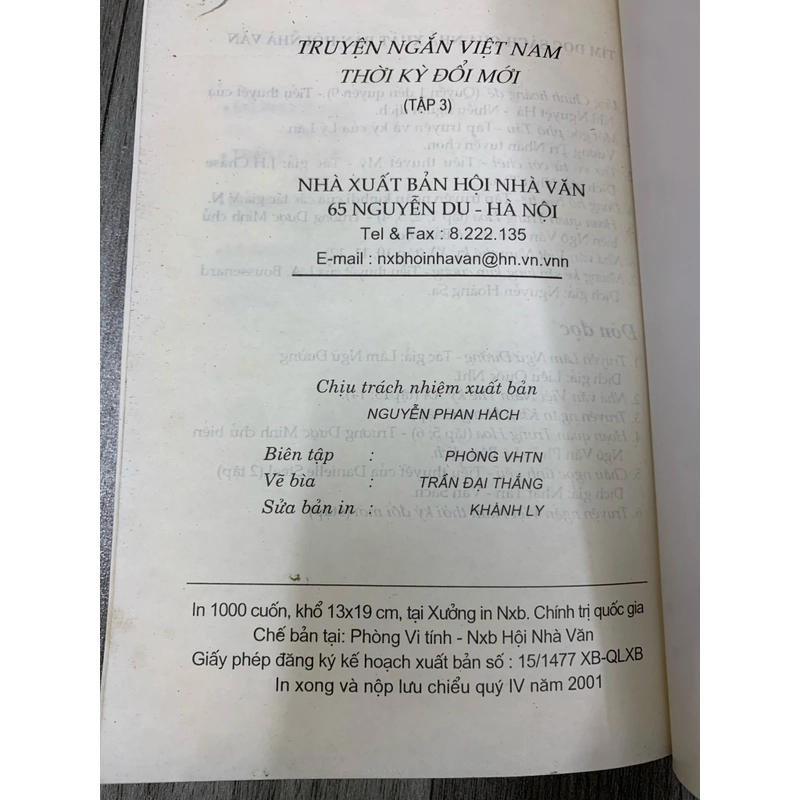 TRUYỆN NGẮN VIỆT NAM
THỜI KỲ ĐỔI MỚI
(TẬP 3)
NHÀ XUẤT BẢN HỘI NHÀ VĂN
65 NGUYỄN DU - HÀ NỘI
Tel & Fax : 8.222.135
E-mail : nxbhoinhavan@hn.vn.vnn
Chịu trách nhiệm xuất bản
NGUYỄN PHAN HÁCH
Biên tập : PHÒNG VHTN
Vẽ bìa : TRẦN ĐẠI THẮNG
Sửa bản in : KHÁNH LY
In 1000 cuốn, khổ 13x19 cm, tại Xưởng in Nxb. Chính trị quốc gia
Chế bản tại: Phòng Vi tính - Nxb Hội Nhà Văn
Giấy phép đăng ký kế hoạch xuất bản số : 15/1477 XB-QLXB
In xong và nộp lưu chiểu quý IV năm 2001